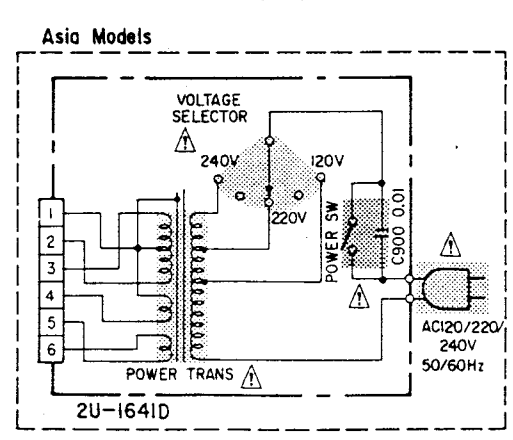 Asia Models
VOLTAGE
SELECTOR
240V
120V
220V
POWER SW
C900 0.01
1
2
3
4
5
6
AC120/220/
240V
50/60Hz
POWER TRANS
2U-1641D